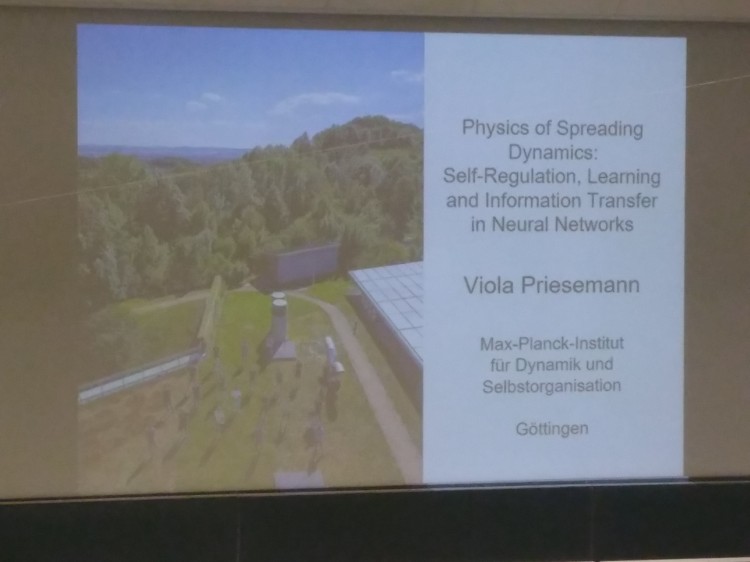 Physics of Spreading
Dynamics:
Self-Regulation, Learning
and Information Transfer
in Neural Networks
Viola Priesemann
Max-Planck-Institut
für Dynamik und
Selbstorganisation
Göttingen